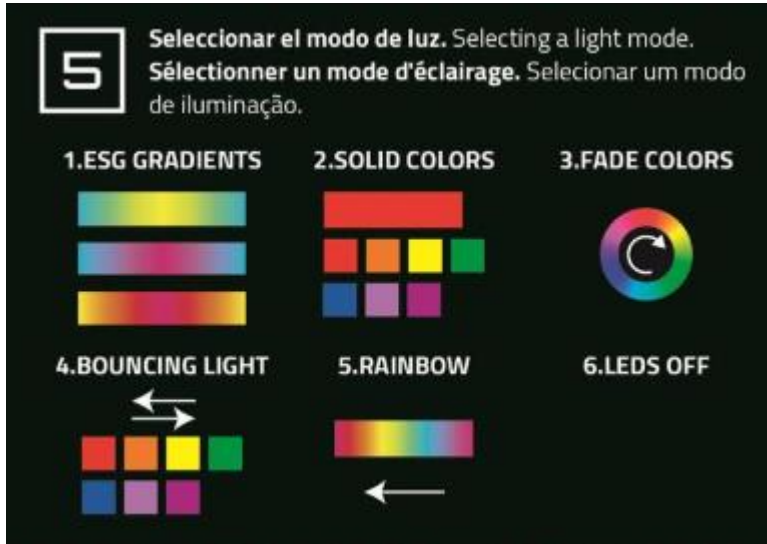 5
Seleccionar el modo de luz. Selecting a light mode.
Sélectionner un mode d'éclairage. Selecionar um modo
de iluminação.
1.ESG GRADIENTS
2.SOLID COLORS
3.FADE COLORS
4.BOUNCING LIGHT
5.RAINBOW
6.LEDS OFF